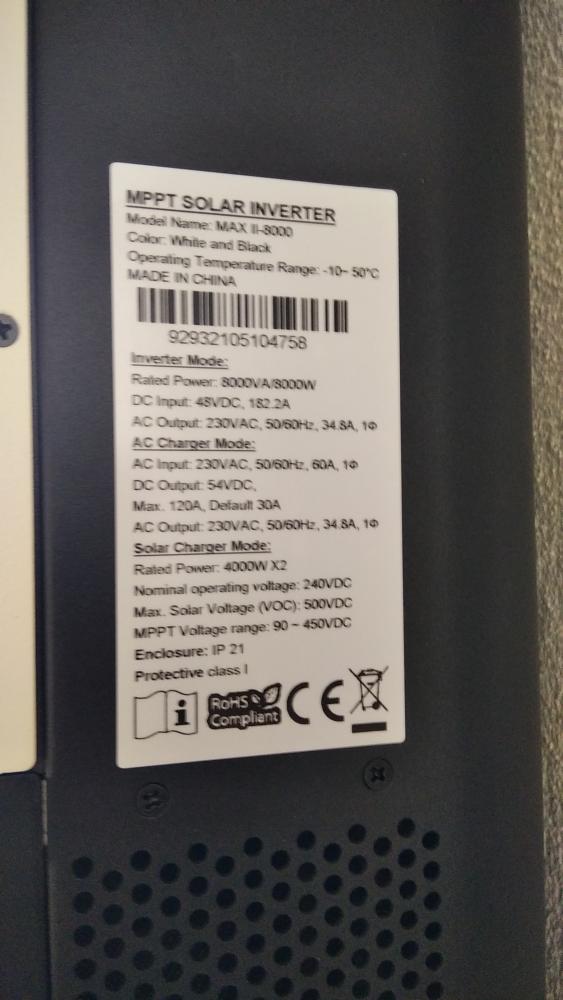 MPPT SOLAR INVERTER
Model Name: MAX II-8000
Color: White and Black
Operating Temperature Range: -10~ 50°C
MADE IN CHINA
92932105104758
Inverter Mode:
Rated Power: 8000VA/8000W
DC Input: 48VDC, 182.2A
AC Output: 230VAC, 50/60Hz, 34.8A, 1Φ
AC Charger Mode:
AC Input: 230VAC, 50/60Hz, 60A, 1Φ
DC Output: 54VDC,
Max. 120A, Default 30A
AC Output: 230VAC, 50/60Hz, 34.8A, 1Φ
Solar Charger Mode:
Rated Power: 4000W X2
Nominal operating voltage: 240VDC
Max. Solar Voltage (VOC): 500VDC
MPPT Voltage range: 90 ~ 450VDC
Enclosure: IP 21
Protective class I
i
RoHS
Compliant
CE